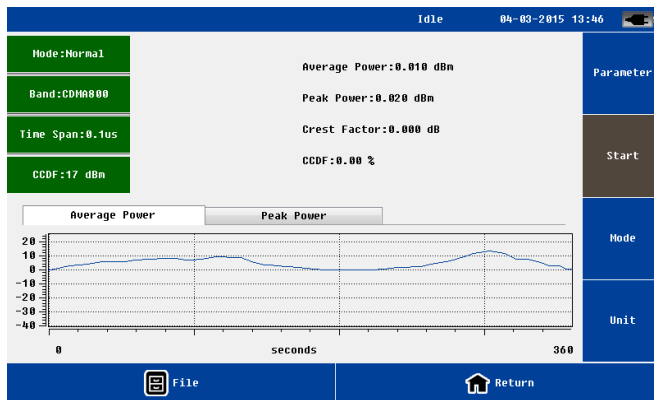 Idle 04-03-2015 13:46
Mode:Normal
Band:CDMA800
Time Span:0.1us
CCDF:17 dBm
Average Power:0.010 dBm
Peak Power:0.020 dBm
Crest Factor:0.000 dB
CCDF:0.00 %
Parameter
Start
Mode
Unit
Average Power Peak Power
20
10
0
-10
-20
-30
-40
0 seconds 360
File Return